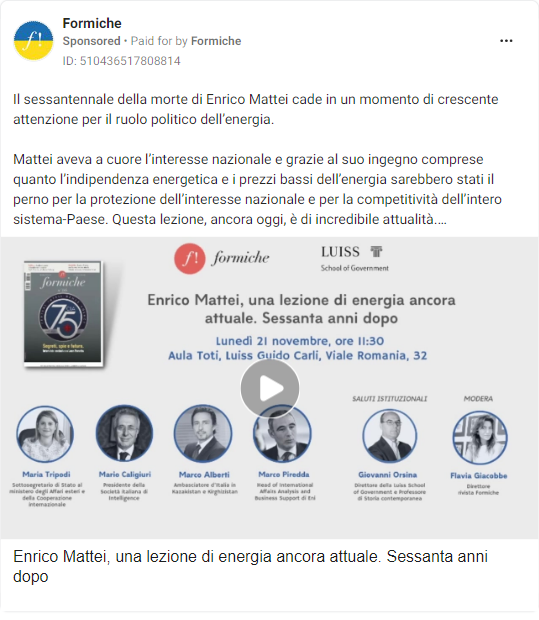 Formiche
Sponsored • Paid for by Formiche
ID: 510436517808814
Il sessantennale della morte di Enrico Mattei cade in un momento di crescente
attenzione per il ruolo politico dell'energia.
Mattei aveva a cuore l'interesse nazionale e grazie al suo ingegno comprese
quanto l'indipendenza energetica e i prezzi bassi dell'energia sarebbero stati il
perno per la protezione dell'interesse nazionale e per la competitività dell'intero
sistema-Paese. Questa lezione, ancora oggi, è di incredibile attualità.…
f! formiche
LUISS
School of Government
formiche
75
Enrico Mattei, una lezione di energia ancora
attuale. Sessanta anni dopo
Lunedì 21 novembre, ore 11:30
Aula Toti, Luiss Guido Carli, Viale Romania, 32
SALUTI ISTITUZIONALI
MODERA
Maria Tripodi
Sottosegretario di Stato al
ministero degli Affari esteri e
della Cooperazione
internazionale
Mario Caligiuri
Presidente della
Società Italiana di
Intelligence
Marco Alberti
Ambasciatore d'Italia in
Kazakistan e Kirghizistan
Marco Piredda
Head of International
Affairs Analysis and
Business Support di Eni
Giovanni Orsina
Direttore della Luiss School
of Government e Professore
di Storia contemporanea
Flavia Giacobbe
Direttore
rivista Formiche
Enrico Mattei, una lezione di energia ancora attuale. Sessanta anni
dopo